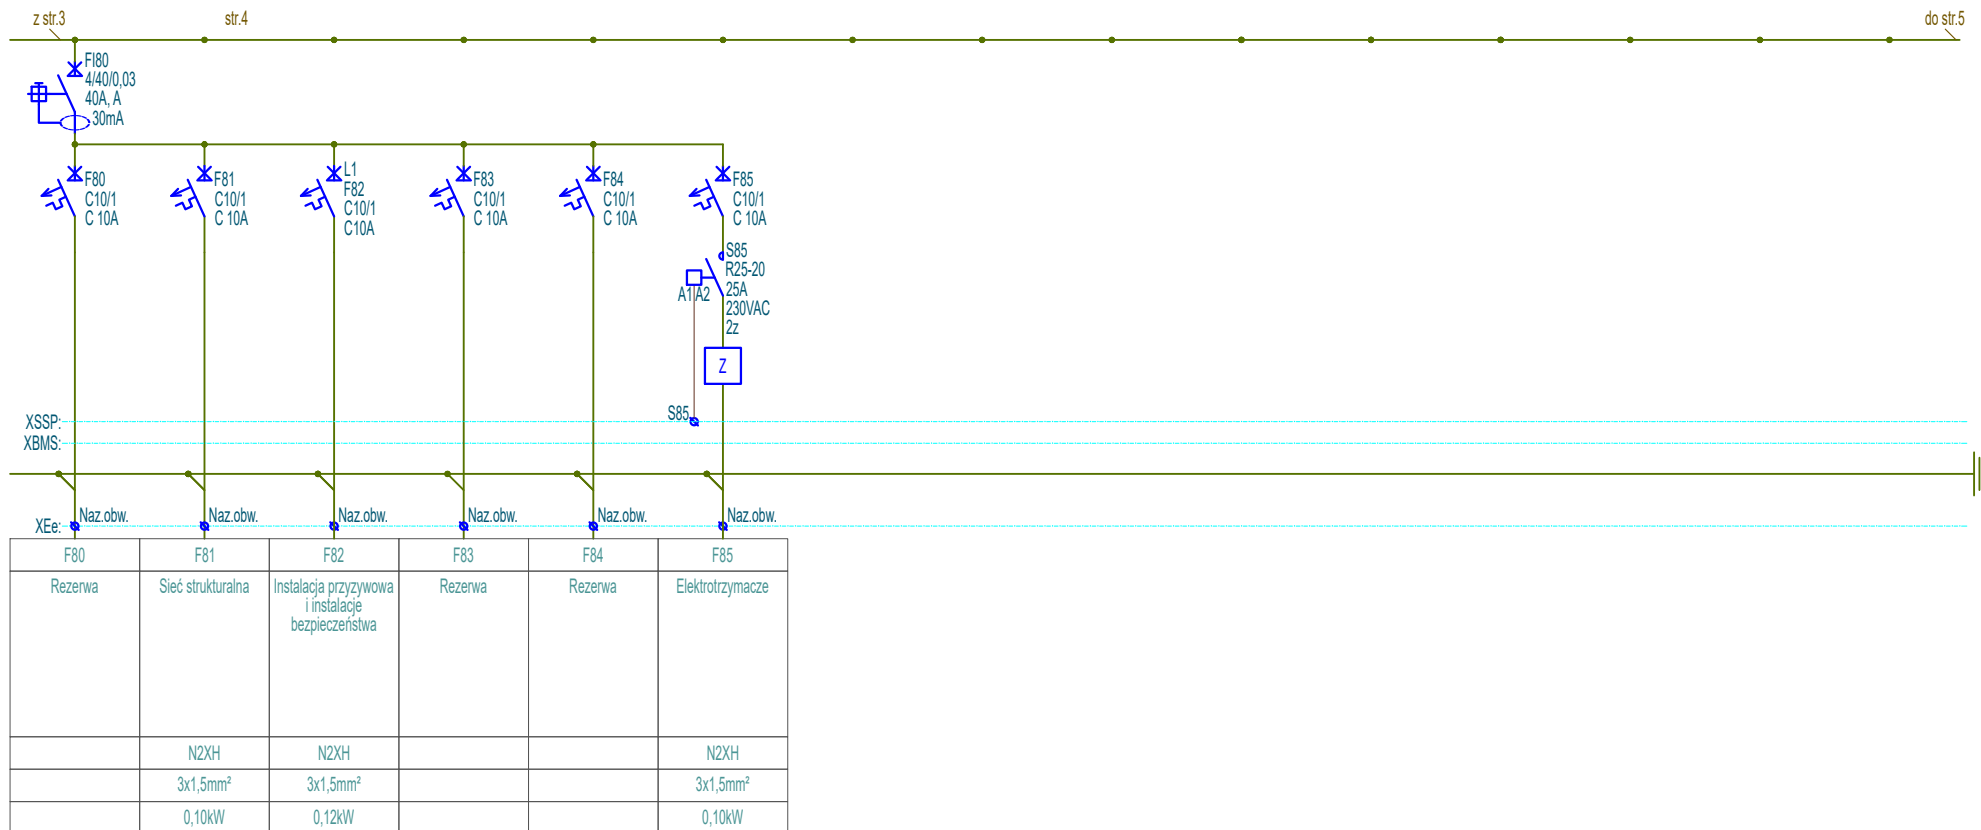 z str.3
str.4
do str.5
FI80
4/40/0,03
40A, A
30mA
F80
C10/1
C 10A
F81
C10/1
C 10A
L1
F82
C10/1
C10A
F83
C10/1
C 10A
F84
C10/1
C 10A
F85
C10/1
C 10A
S85
R25-20
25A
230VAC
2z
A1 A2
Z
S85
XSSP:
XBMS:
XEe:
Naz.obw.
Naz.obw.
Naz.obw.
Naz.obw.
Naz.obw.
Naz.obw.
F80 F81 F82 F83 F84 F85
Rezerwa
Sieć strukturalna
Instalacja przyzywowa
i instalacje
bezpieczeństwa
Rezerwa
Rezerwa
Elektrotrzymacze
N2XH N2XH N2XH
3x1,5mm² 3x1,5mm² 3x1,5mm²
0,10kW 0,12kW 0,10kW